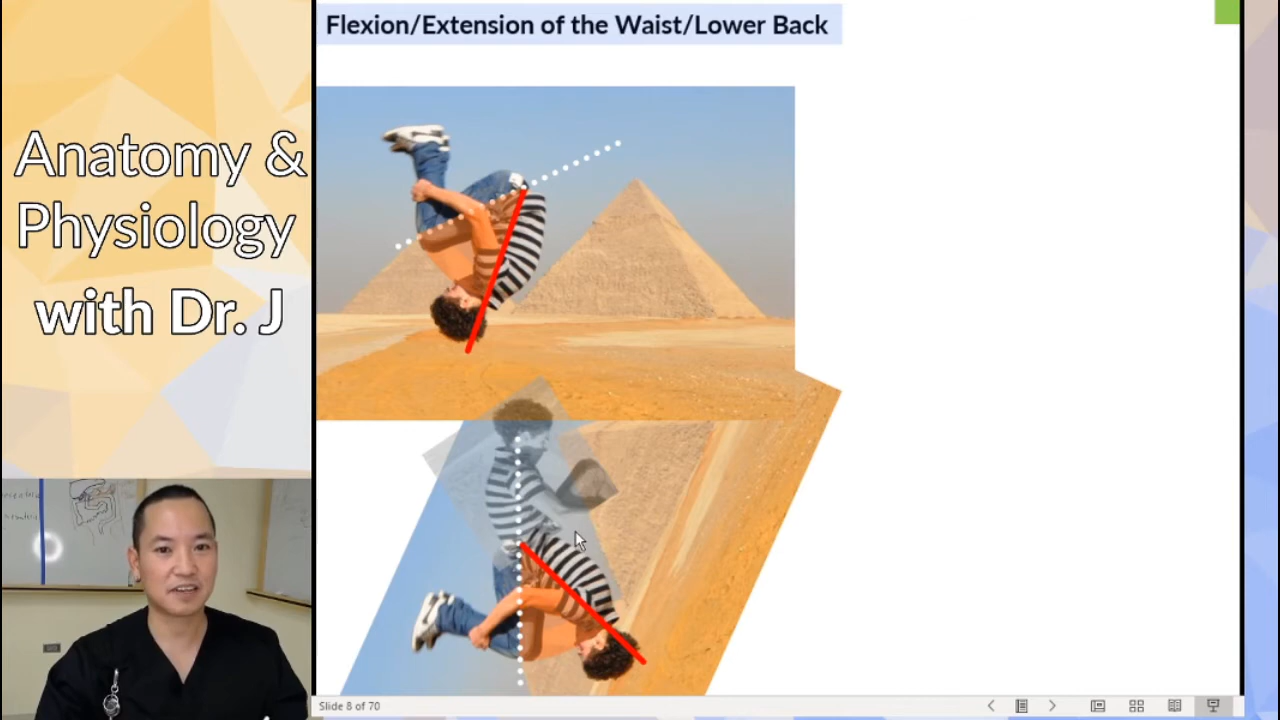 Flexion/Extension of the Waist/Lower Back
Anatomy &
Physiology
with Dr. J
Slide 8 of 70